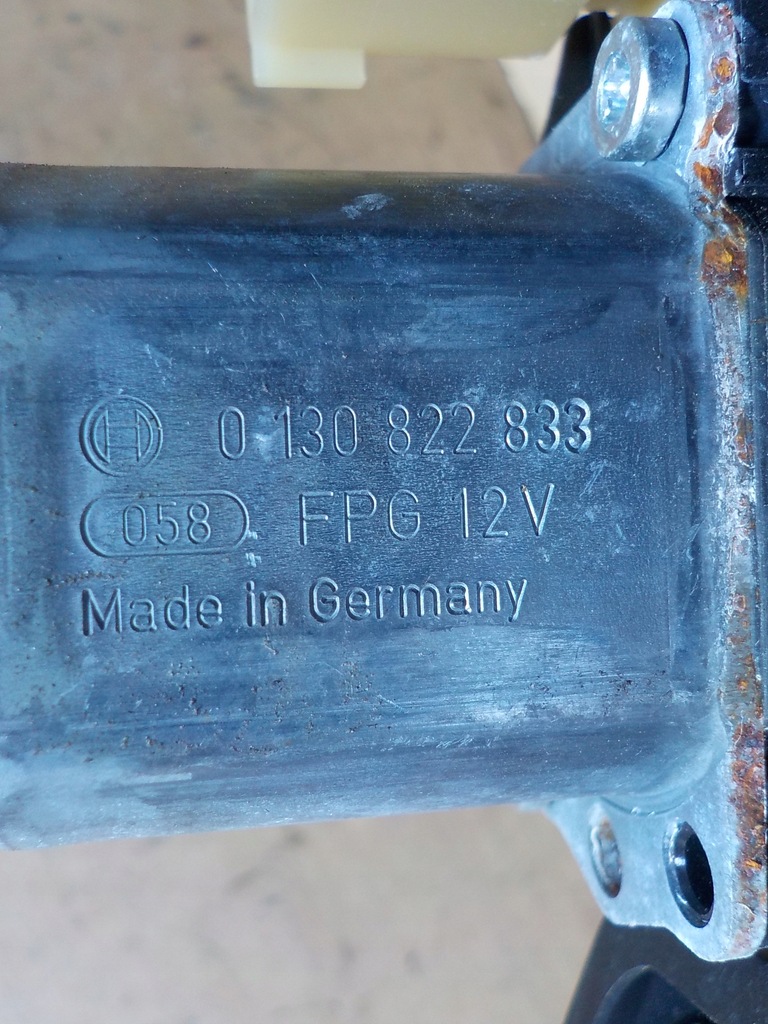 0 130 822 833
058 FPG 12V
Made in Germany